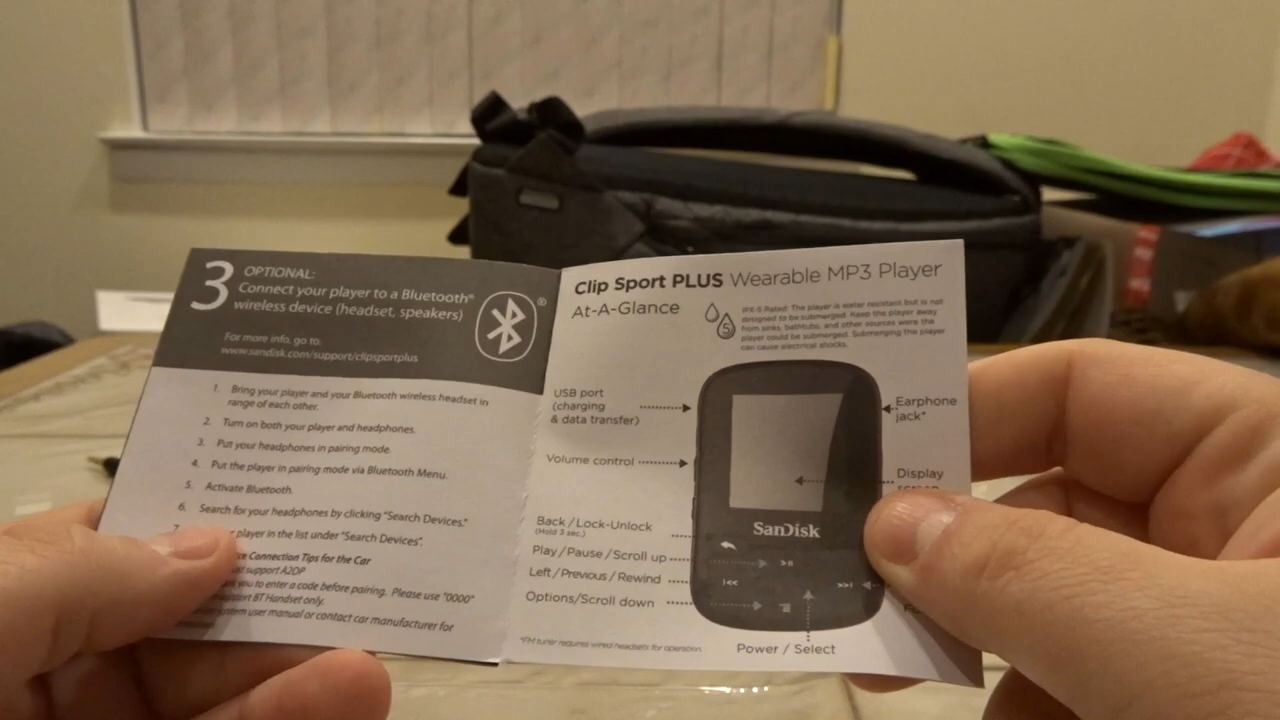 3
OPTIONAL:
Connect your player to a Bluetooth®
wireless device (headset, speakers)
®
For more info, go to:
www.sandisk.com/support/clipsportplus
1. Bring your player and your Bluetooth wireless headset in
range of each other.
2. Turn on both your player and headphones.
3. Put your headphones in pairing mode.
4. Put the player in pairing mode via Bluetooth Menu.
5. Activate Bluetooth
6. Search for your headphones by clicking "Search Devices."
7. player in the list under "Search Devices".
Connection Tips for the Car
support A2DP
you to enter a code before pairing. Please use "0000"
BT Handset only.
system user manual or contact car manufacturer for
Clip Sport PLUS Wearable MP3 Player
At-A-Glance
5
IPX-5 Rated: The player is water resistant but is not
designed to be submerged. Keep the player away
from sinks, bathtubs, and other sources were the
player could be submerged. Submerging this player
can cause electrical shocks.
USB port
(charging
& data transfer)
Earphone
jack*
Volume control
Display
screen
SanDisk
Back / Lock-Unlock
(Hold 3 sec.)
Play / Pause / Scroll up
Left / Previous / Rewind
Options/Scroll down
Power / Select
*FM tuner requires wired headsets for operation.